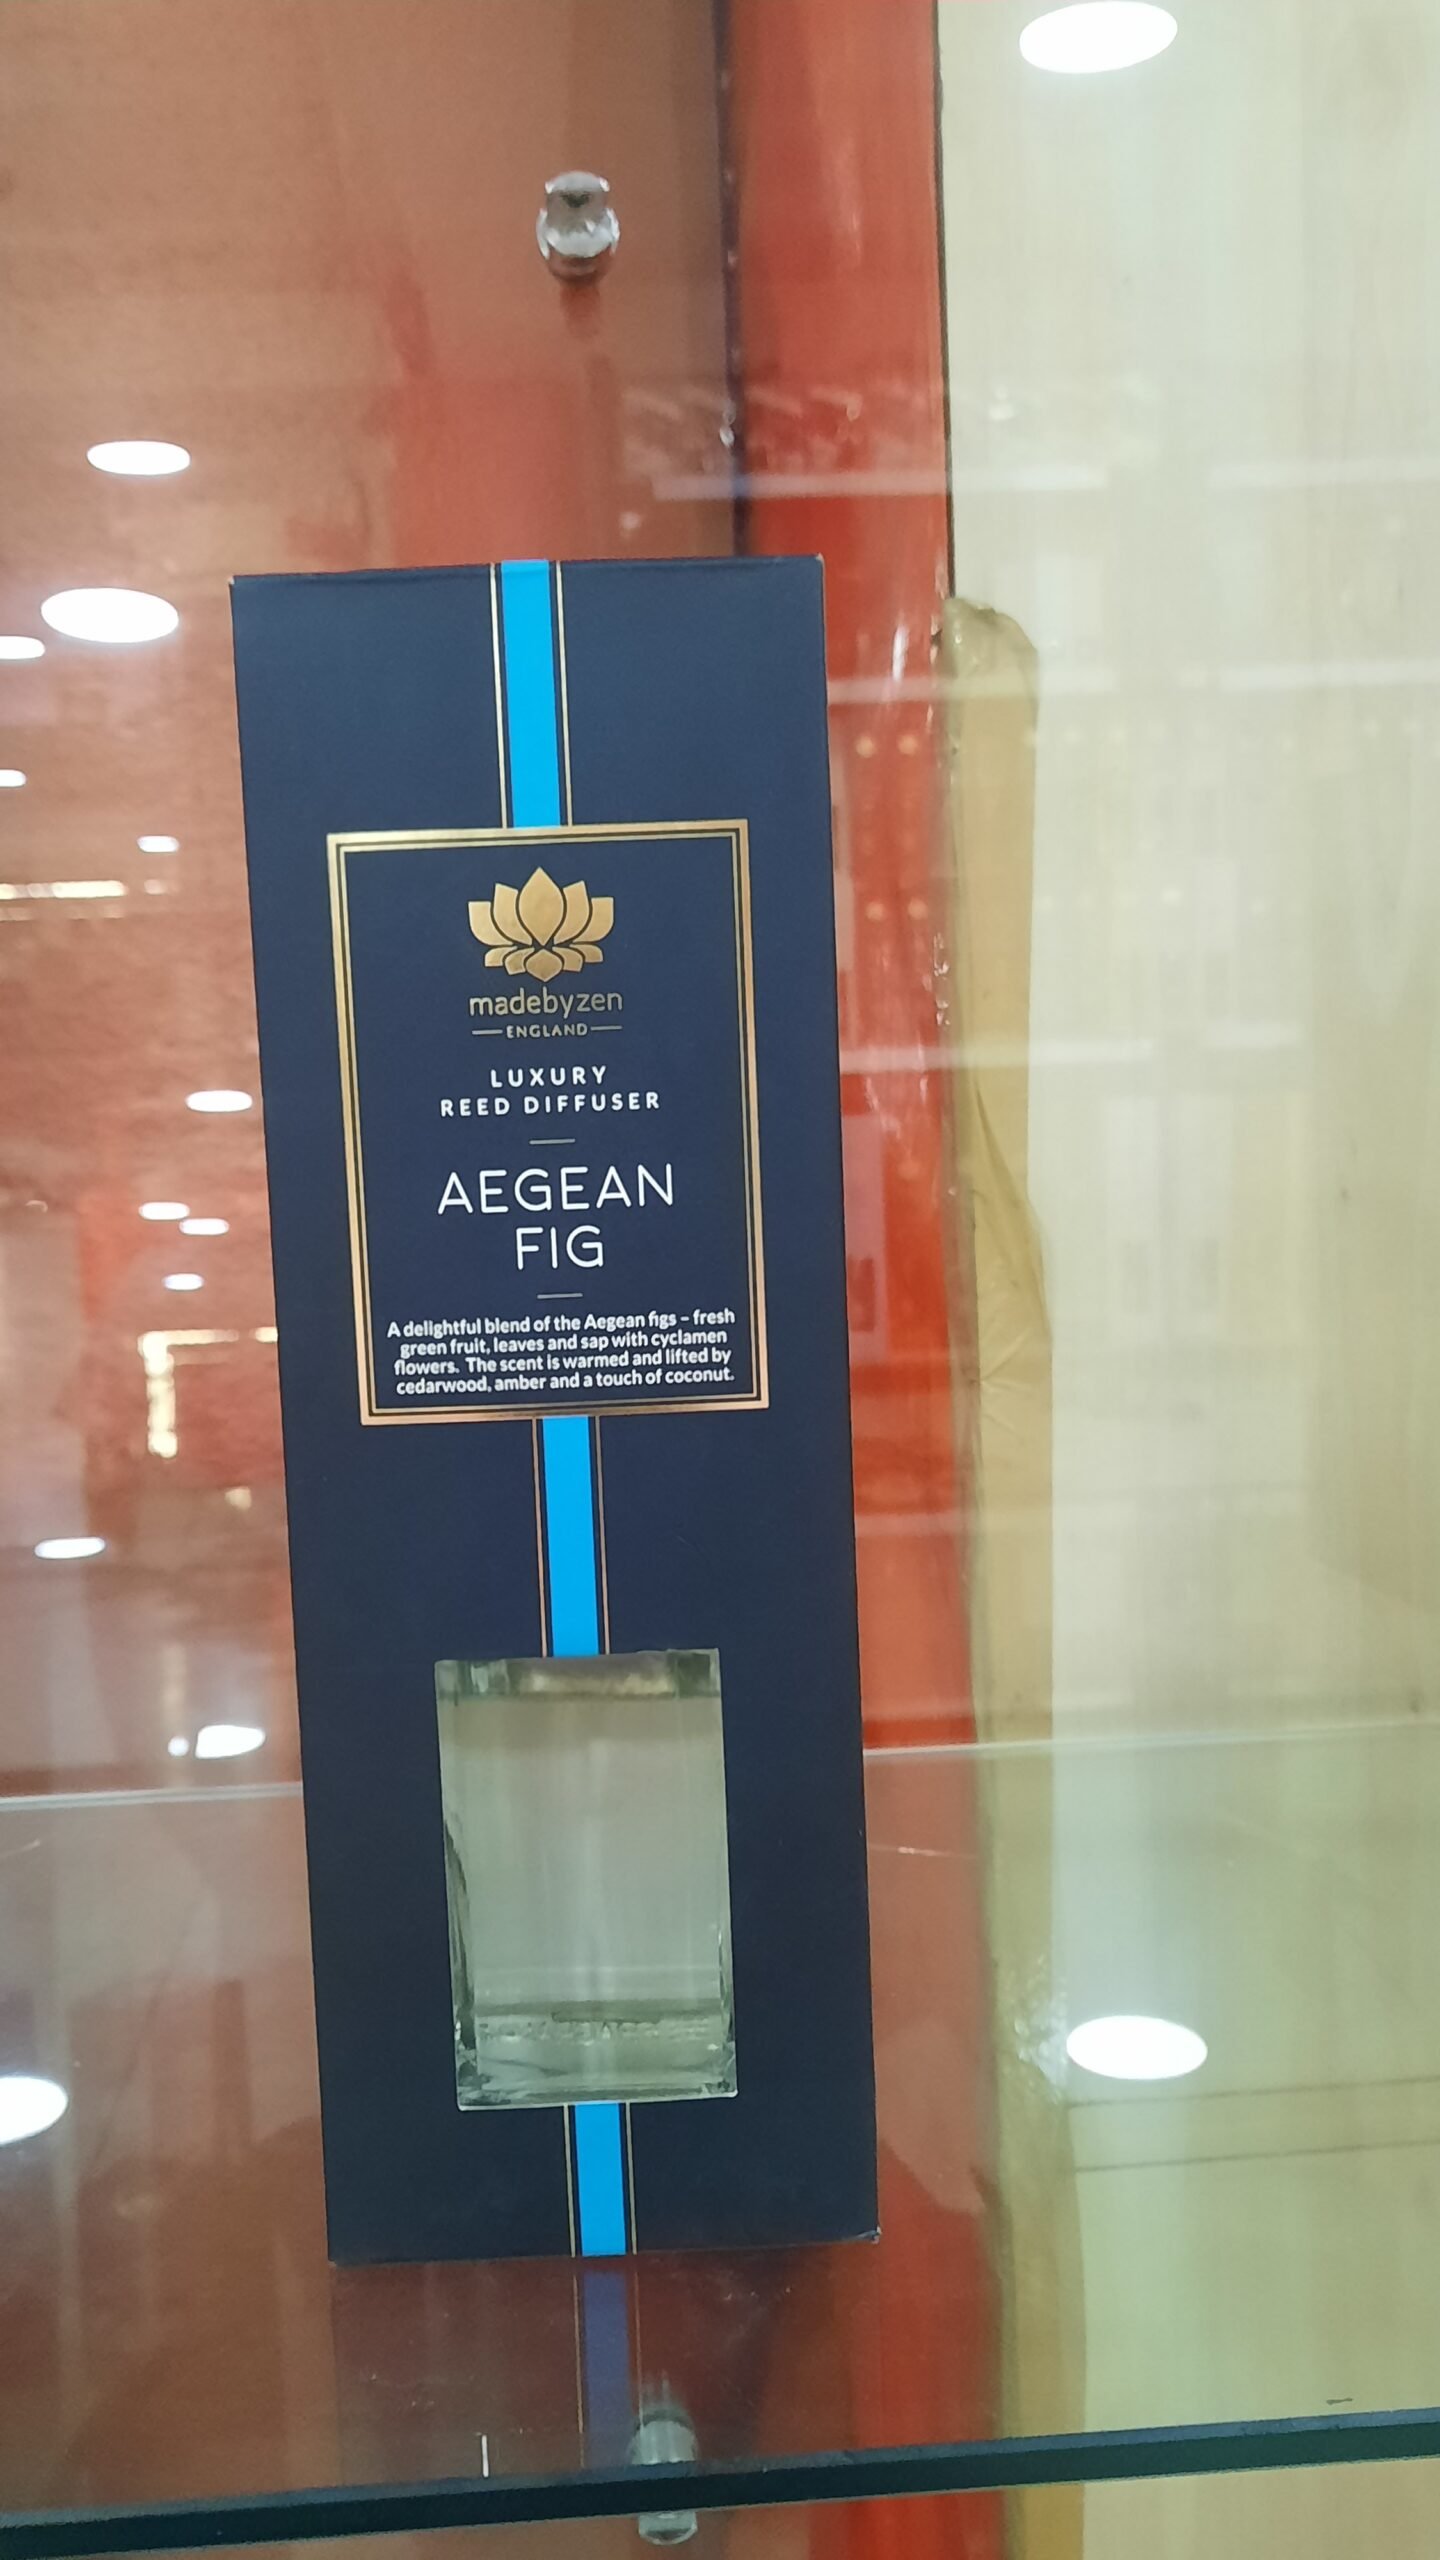 madebyzen
ENGLAND
LUXURY
REED DIFFUSER
AEGEAN
FIG
A delightful blend of the Aegean figs – fresh
green fruit, leaves and sap with cyclamen
flowers. The scent is warmed and lifted by
cedarwood, amber and a touch of coconut.